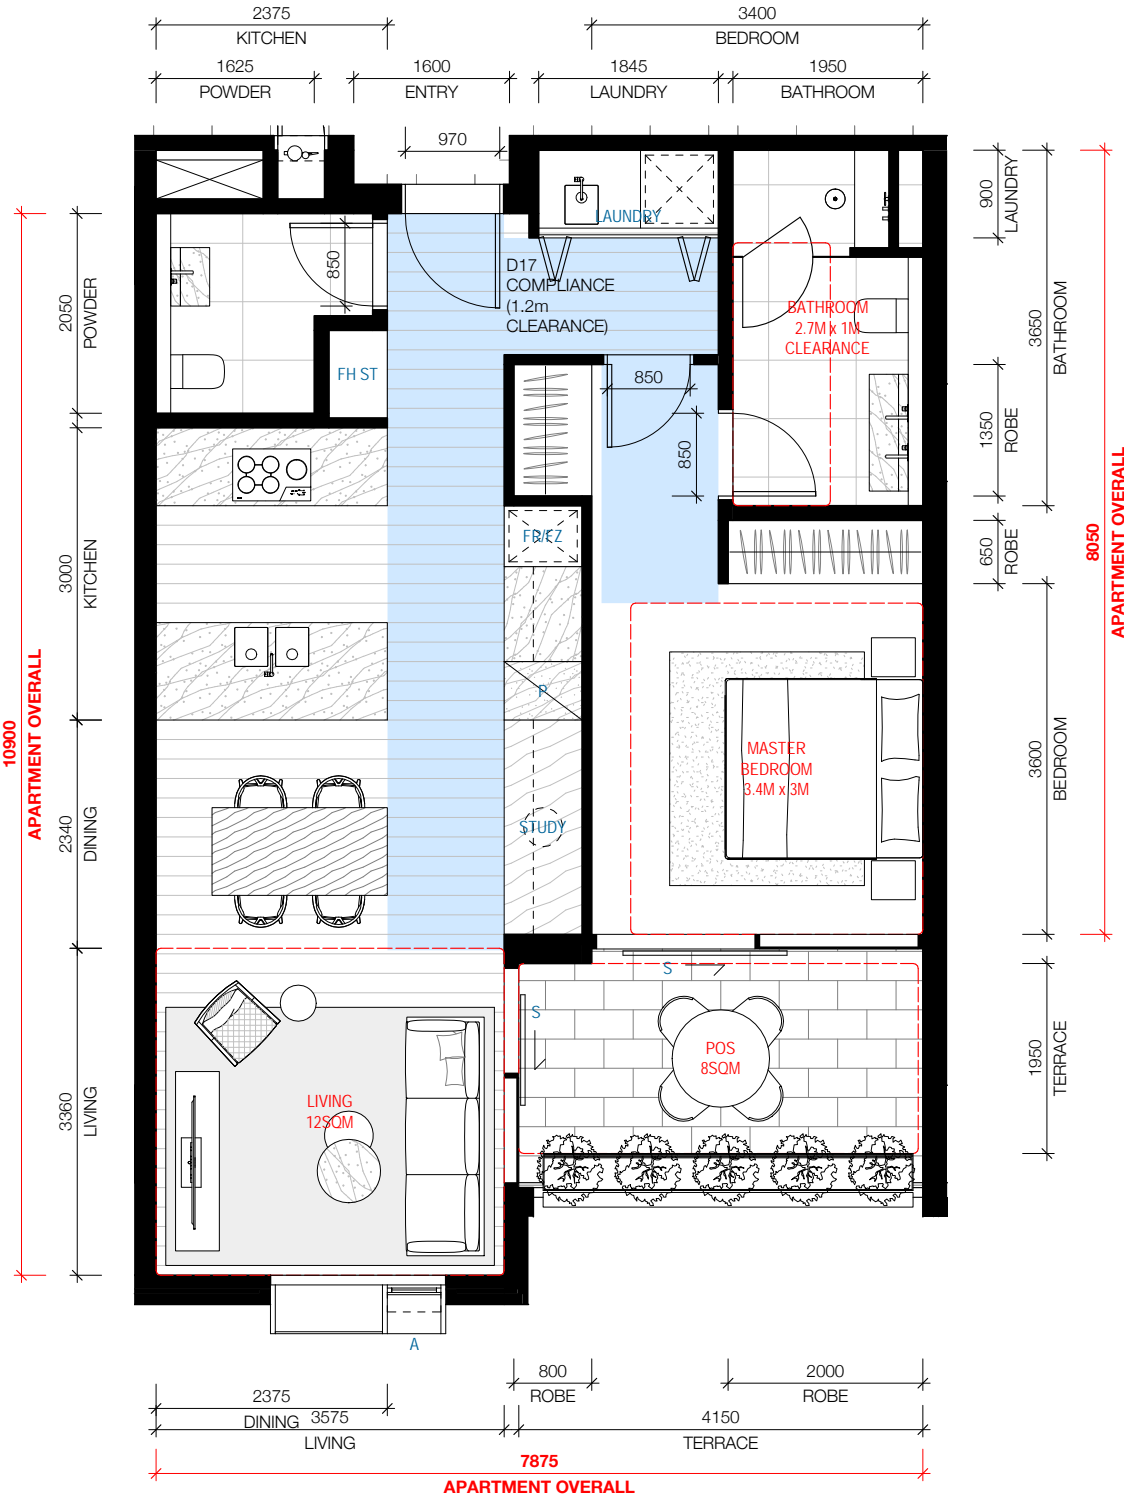 2375
KITCHEN
3400
BEDROOM
1625
POWDER
1600
ENTRY
1845
LAUNDRY
1950
BATHROOM
970
900
LAUNDRY
LAUNDRY
850
D17
COMPLIANCE
(1.2m
CLEARANCE)
2050
POWDER
BATHROOM
2.7M x 1M
CLEARANCE
3650
BATHROOM
FH ST
850
850
1350
ROBE
10900
APARTMENT OVERALL
8050
APARTMENT OVERALL
3000
KITCHEN
FR/FZ
650
ROBE
P
MASTER
BEDROOM
3.4M x 3M
3600
BEDROOM
2340
DINING
STUDY
S
S
POS
8SQM
1950
TERRACE
3360
LIVING
LIVING
12SQM
A
800
ROBE
2000
ROBE
2375
DINING
3575
LIVING
4150
TERRACE
7875
APARTMENT OVERALL